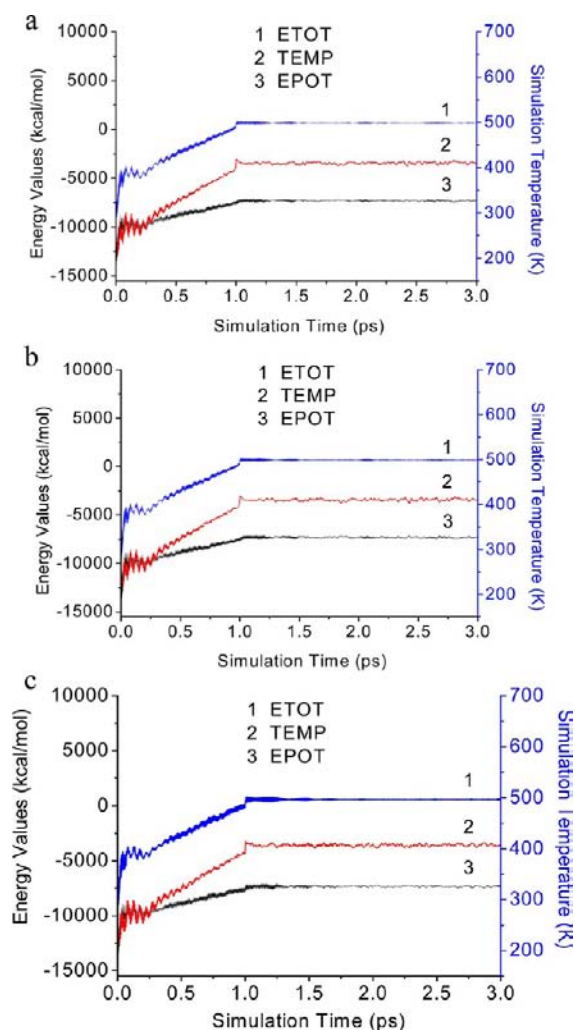 a
10000
5000
0
-5000
-10000
-15000
Energy Values (kcal/mol)
1 ETOT
2 TEMP
3 EPOT
1
2
3
700
600
500
400
300
200
Simulation Temperature (K)
0.0 0.5 1.0 1.5 2.0 2.5 3.0
Simulation Time (ps)
b
10000
5000
0
-5000
-10000
-15000
Energy Values (kcal/mol)
1 ETOT
2 TEMP
3 EPOT
1
2
3
700
600
500
400
300
200
Simulation Temperature (K)
0.0 0.5 1.0 1.5 2.0 2.5 3.0
Simulation Time (ps)
c
10000
5000
0
-5000
-10000
-15000
Energy Values (kcal/mol)
1 ETOT
2 TEMP
3 EPOT
1
2
3
700
600
500
400
300
200
Simulation Temperature (K)
0.0 0.5 1.0 1.5 2.0 2.5 3.0
Simulation Time (ps)